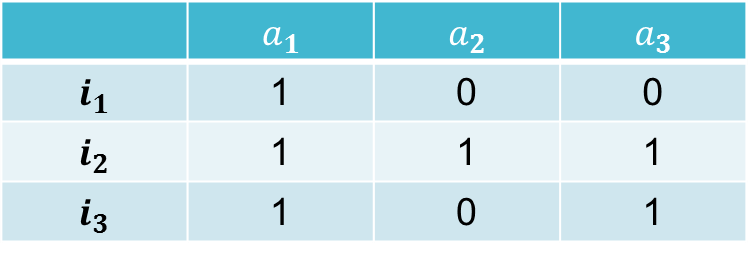 a₁ a₂ a₃
i₁ 1 0 0
i₂ 1 1 1
i₃ 1 0 1